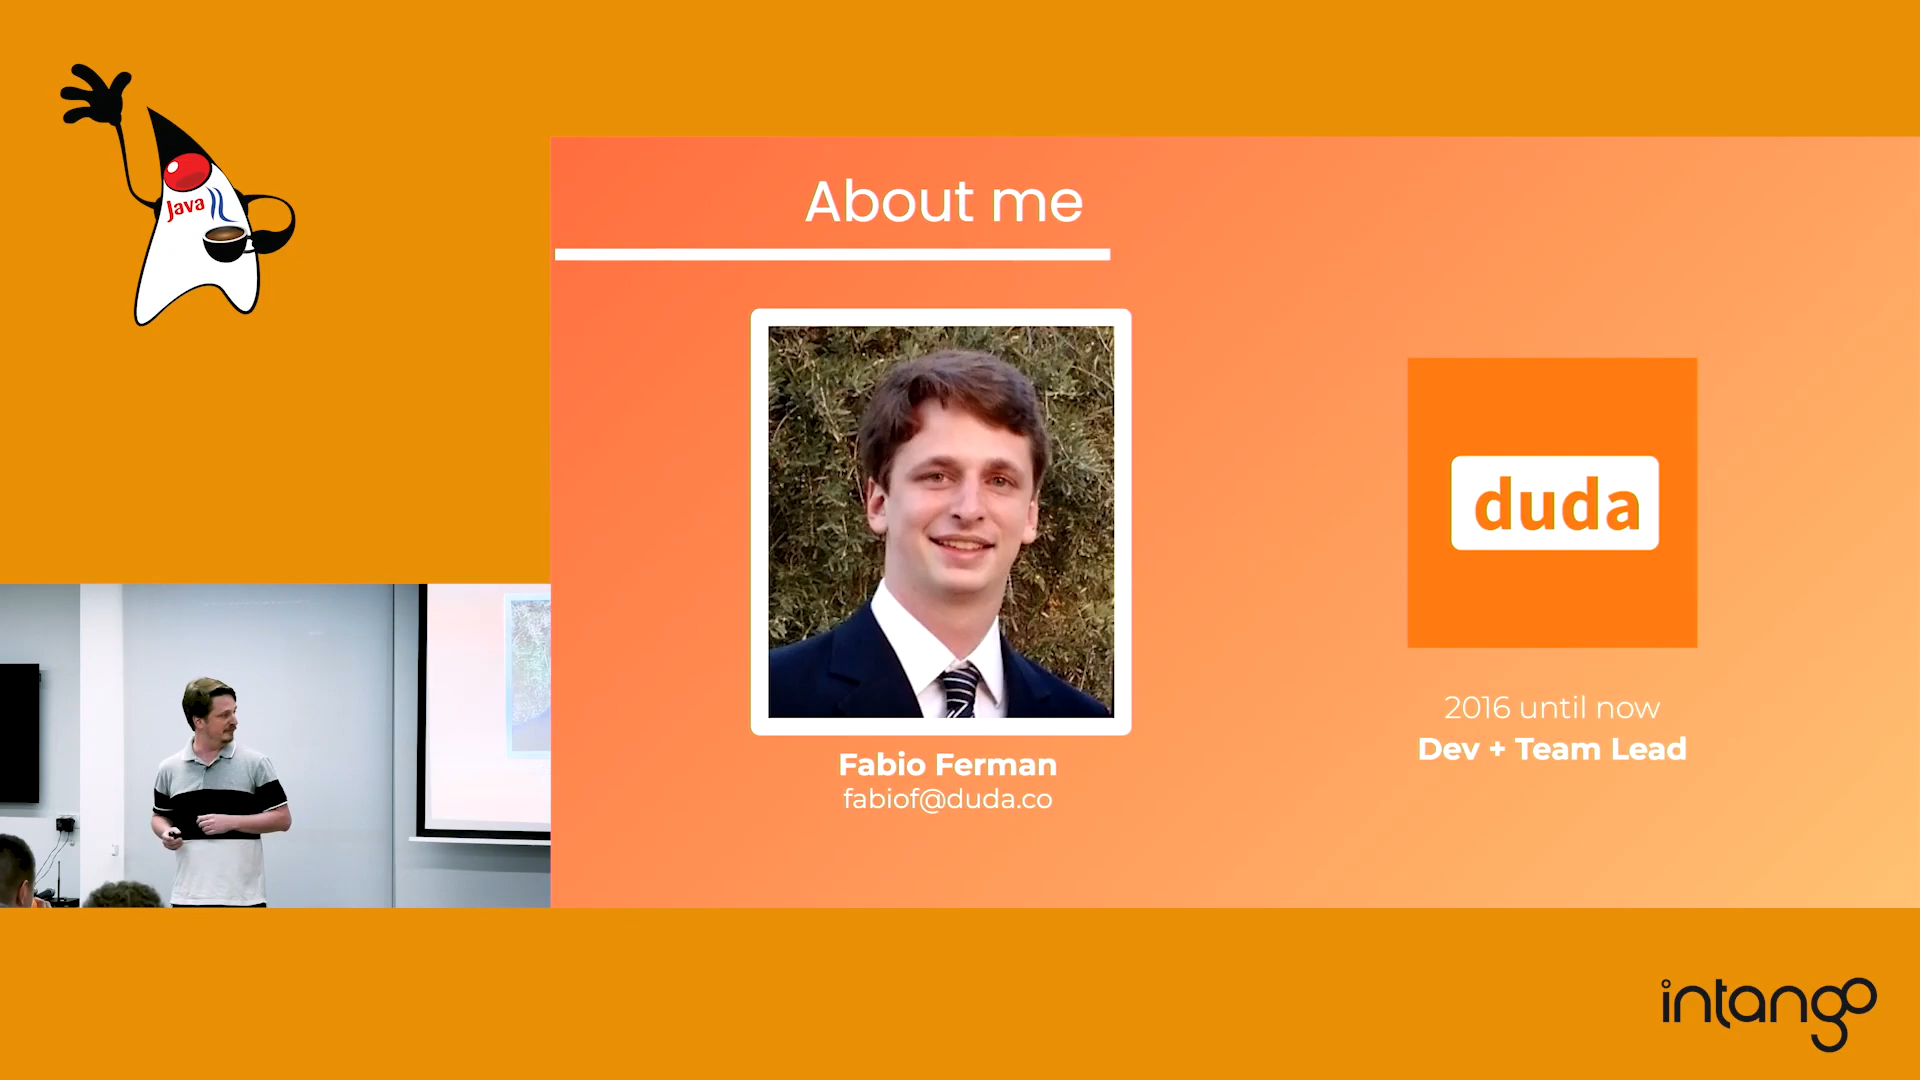 Java
About me
duda
Fabio Ferman
fabiof@duda.co
2016 until now
Dev + Team Lead
intango